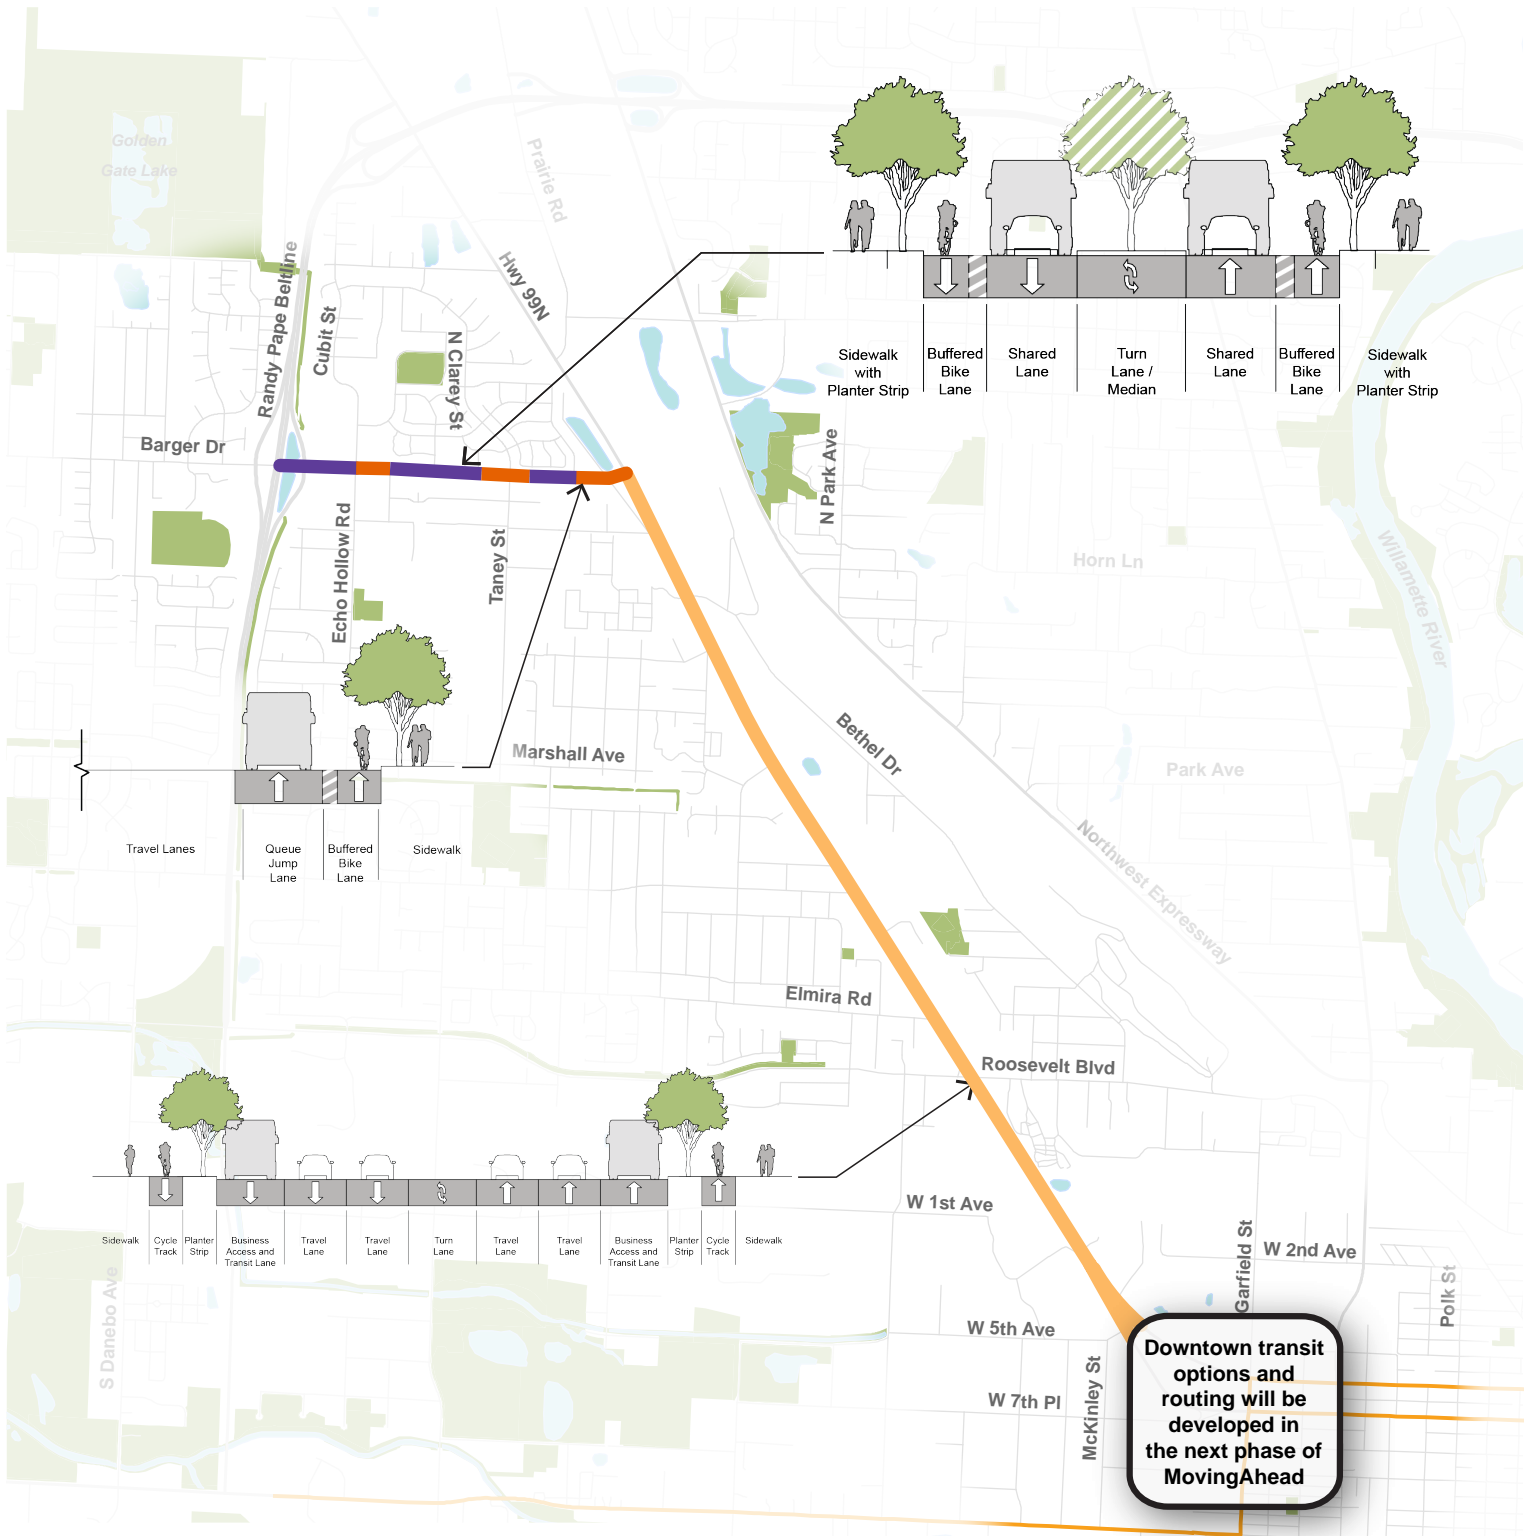 Golden
Gate Lake
Prairie Rd
Hwy 99N
Randy Pape Beltline
Cubit St
N Clarey St
Barger Dr
Echo Hollow Rd
Taney St
N Park Ave
Horn Ln
Willamette River
Sidewalk
with
Planter Strip
Buffered
Bike
Lane
Shared
Lane
Turn
Lane /
Median
Shared
Lane
Buffered
Bike
Lane
Sidewalk
with
Planter Strip
Marshall Ave
Bethel Dr
Park Ave
Northwest Expressway
Travel Lanes
Queue
Jump
Lane
Buffered
Bike
Lane
Sidewalk
Elmira Rd
Roosevelt Blvd
W 1st Ave
W 2nd Ave
Garfield St
Polk St
Sidewalk
Cycle
Track
Planter
Strip
Business
Access and
Transit Lane
Travel
Lane
Travel
Lane
Turn
Lane
Travel
Lane
Travel
Lane
Business
Access and
Transit Lane
Planter
Strip
Cycle
Track
Sidewalk
S Danebo Ave
W 5th Ave
W 7th Pl
McKinley St
Downtown transit
options and
routing will be
developed in
the next phase of
MovingAhead